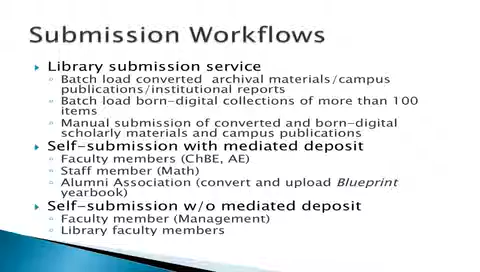 Submission Workflows
Library submission service
Batch load converted archival materials/campus
publications/institutional reports
Batch load born-digital collections of more than 100
items
Manual submission of converted and born-digital
scholarly materials and campus publications
Self-submission with mediated deposit
Faculty members (ChBE, AE)
Staff member (Math)
Alumni Association (convert and upload Blueprint
yearbook)
Self-submission w/o mediated deposit
Faculty member (Management)
Library faculty members